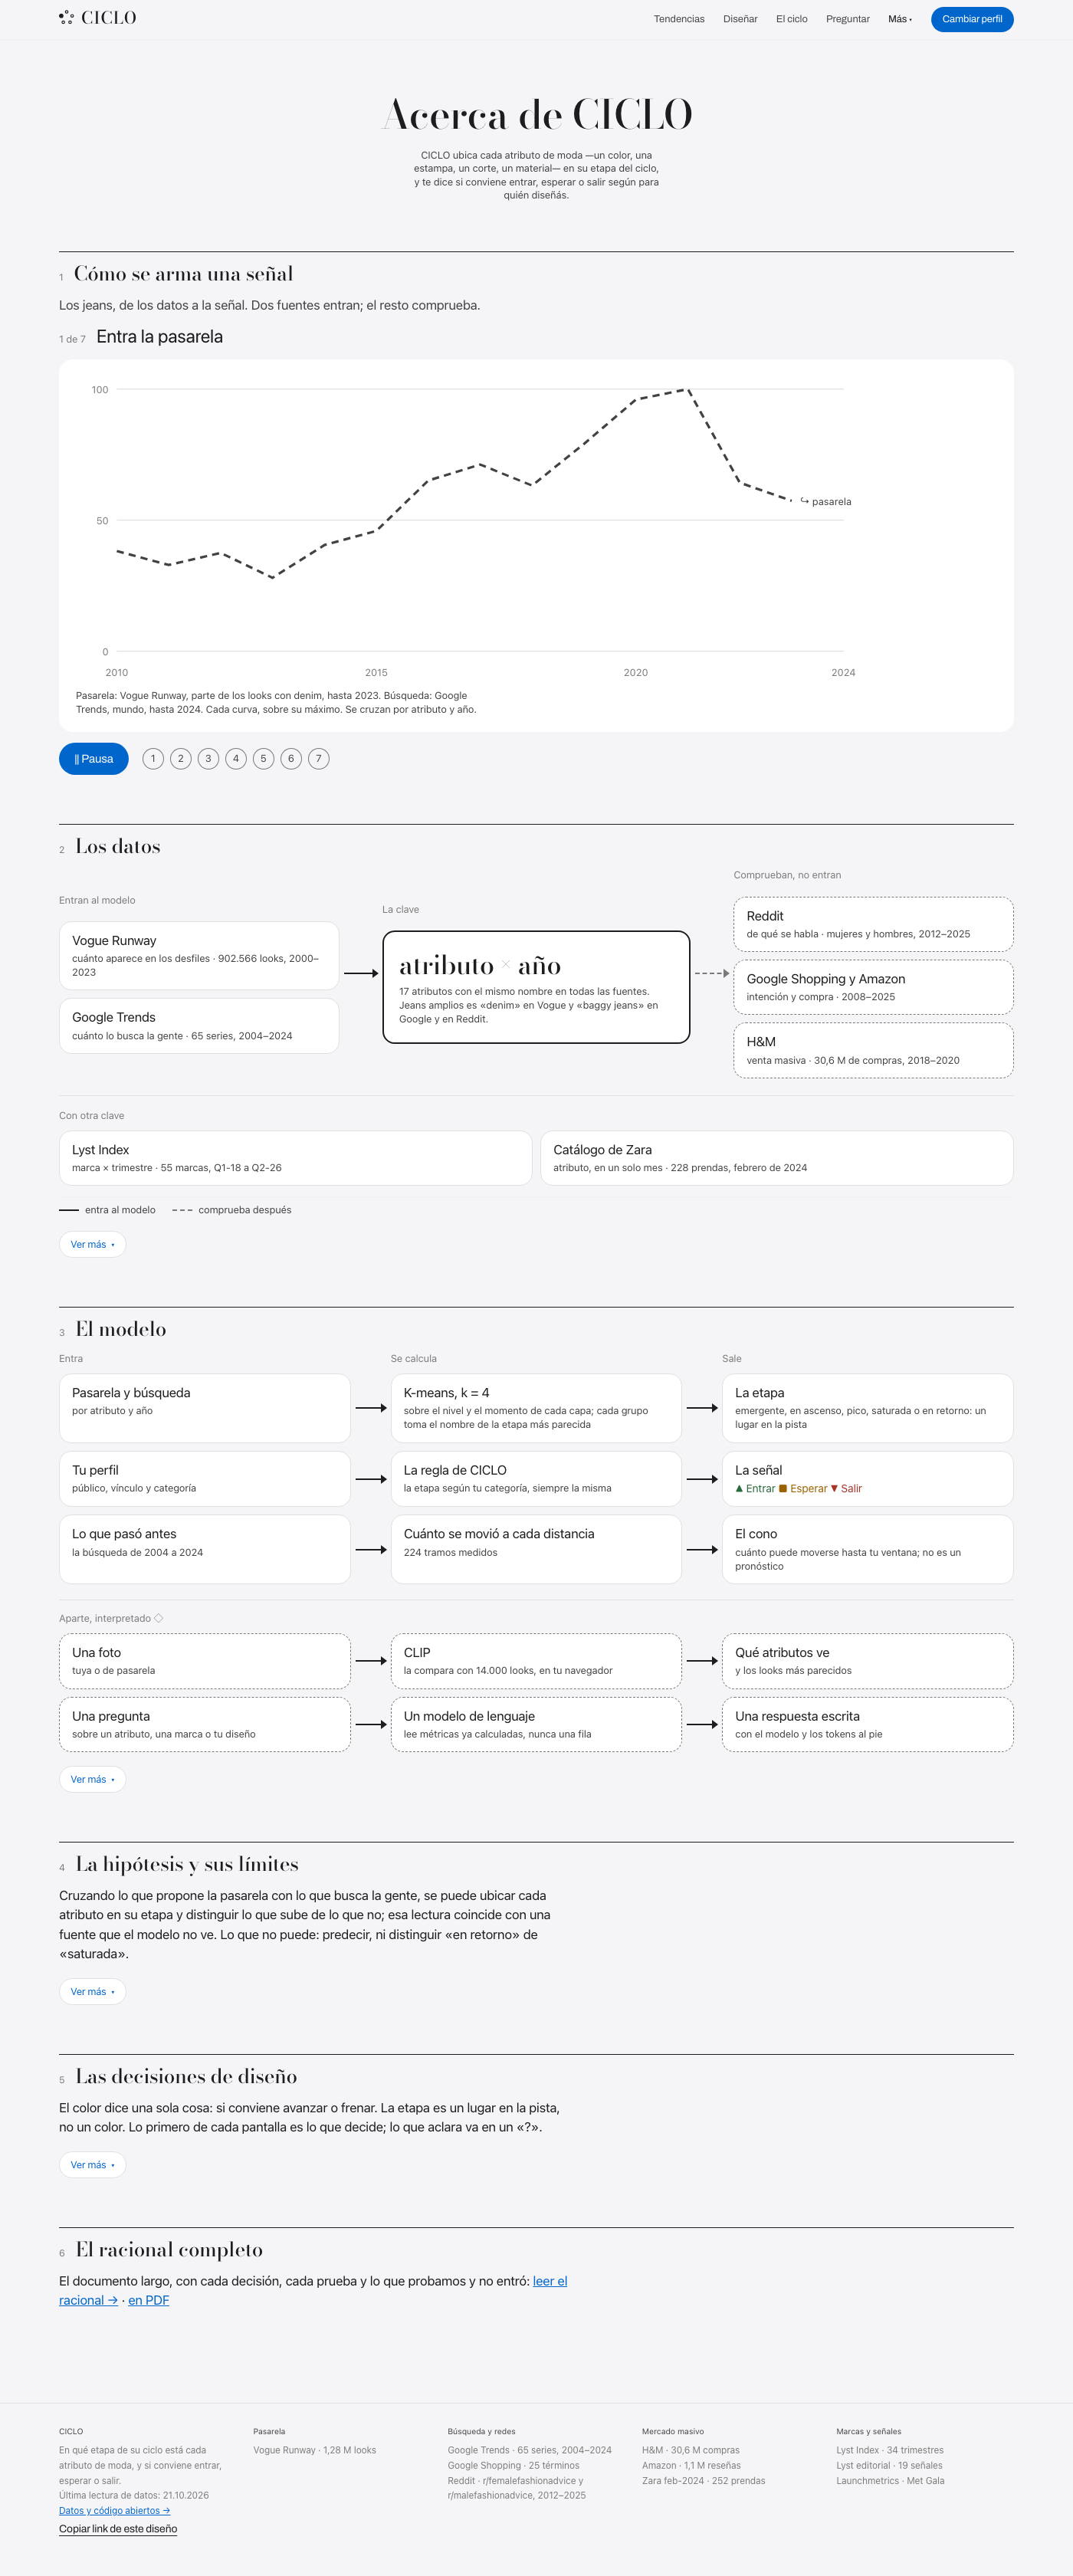 CICLO
Tendencias Diseñar El ciclo Preguntar Más Cambiar perfil
Acerca de CICLO
CICLO ubica cada atributo de moda —un color, una
estampa, un corte, un material— en su etapa del ciclo,
y te dice si conviene entrar, esperar o salir según para
quién diseñás.
1 Cómo se arma una señal
Los jeans, de los datos a la señal. Dos fuentes entran; el resto comprueba.
1 de 7 Entra la pasarela
100
↪ pasarela
50
0
2010 2015 2020 2024
Pasarela: Vogue Runway, parte de los looks con denim, hasta 2023. Búsqueda: Google
Trends, mundo, hasta 2024. Cada curva, sobre su máximo. Se cruzan por atributo y año.
|| Pausa 1 2 3 4 5 6 7
2 Los datos
Entran al modelo
Vogue Runway
cuánto aparece en los desfiles · 902.566 looks, 2000–
2023
Google Trends
cuánto lo busca la gente · 65 series, 2004–2024
La clave
atributo × año
17 atributos con el mismo nombre en todas las fuentes.
Jeans amplios es «denim» en Vogue y «baggy jeans» en
Google y en Reddit.
Comprueban, no entran
Reddit
de qué se habla · mujeres y hombres, 2012–2025
Google Shopping y Amazon
intención y compra · 2008–2025
H&M
venta masiva · 30,6 M de compras, 2018–2020
Con otra clave
Lyst Index
marca × trimestre · 55 marcas, Q1-18 a Q2-26
Catálogo de Zara
atributo, en un solo mes · 228 prendas, febrero de 2024
entra al modelo comprueba después
Ver más
3 El modelo
Entra Se calcula Sale
Pasarela y búsqueda
por atributo y año
K-means, k = 4
sobre el nivel y el momento de cada capa; cada grupo
toma el nombre de la etapa más parecida
La etapa
emergente, en ascenso, pico, saturada o en retorno: un
lugar en la pista
Tu perfil
público, vínculo y categoría
La regla de CICLO
la etapa según tu categoría, siempre la misma
La señal
▲ Entrar ■ Esperar ▼ Salir
Lo que pasó antes
la búsqueda de 2004 a 2024
Cuánto se movió a cada distancia
224 tramos medidos
El cono
cuánto puede moverse hasta tu ventana; no es un
pronóstico
Aparte, interpretado ◇
Una foto
tuya o de pasarela
CLIP
la compara con 14.000 looks, en tu navegador
Qué atributos ve
y los looks más parecidos
Una pregunta
sobre un atributo, una marca o tu diseño
Un modelo de lenguaje
lee métricas ya calculadas, nunca una fila
Una respuesta escrita
con el modelo y los tokens al pie
Ver más
4 La hipótesis y sus límites
Cruzando lo que propone la pasarela con lo que busca la gente, se puede ubicar cada
atributo en su etapa y distinguir lo que sube de lo que no; esa lectura coincide con una
fuente que el modelo no ve. Lo que no puede: predecir, ni distinguir «en retorno» de
«saturada».
Ver más
5 Las decisiones de diseño
El color dice una sola cosa: si conviene avanzar o frenar. La etapa es un lugar en la pista,
no un color. Lo primero de cada pantalla es lo que decide; lo que aclara va en un «?».
Ver más
6 El racional completo
El documento largo, con cada decisión, cada prueba y lo que probamos y no entró: leer el
racional → · en PDF
CICLO
En qué etapa de su ciclo está cada
atributo de moda, y si conviene entrar,
esperar o salir.
Última lectura de datos: 21.10.2026
Datos y código abiertos →
Copiar link de este diseño
Pasarela
Vogue Runway · 1,28 M looks
Búsqueda y redes
Google Trends · 65 series, 2004–2024
Google Shopping · 25 términos
Reddit · r/femalefashionadvice y
r/malefashionadvice, 2012–2025
Mercado masivo
H&M · 30,6 M compras
Amazon · 1,1 M reseñas
Zara feb-2024 · 252 prendas
Marcas y señales
Lyst Index · 34 trimestres
Lyst editorial · 19 señales
Launchmetrics · Met Gala